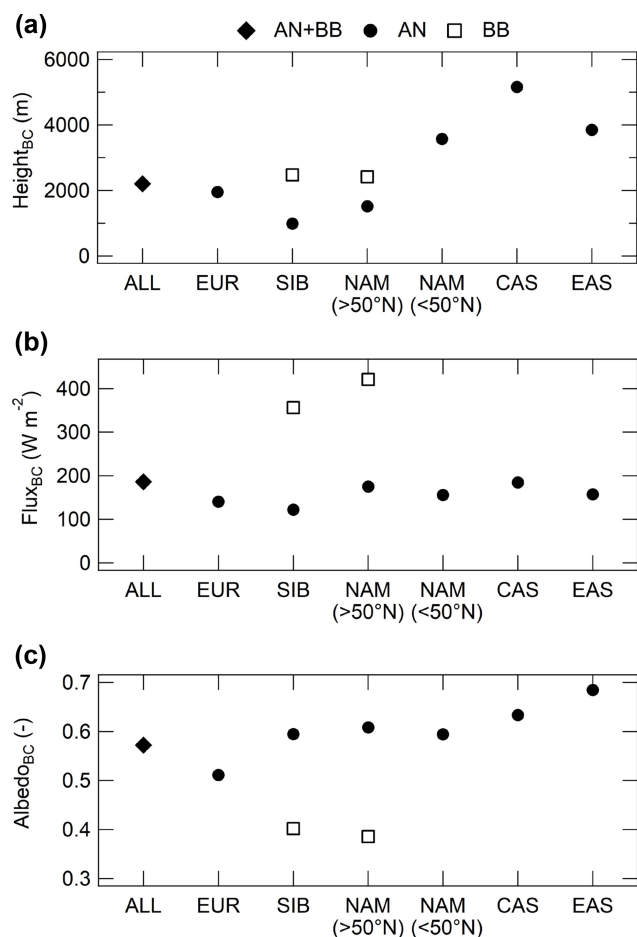 (a)
AN+BB AN BB
6000
4000
2000
0
Height_BC (m)
ALL EUR SIB NAM NAM CAS EAS
(>50°N) (<50°N)
(b)
400
300
200
100
0
Flux_BC (W m^-2)
ALL EUR SIB NAM NAM CAS EAS
(>50°N) (<50°N)
(c)
0.7
0.6
0.5
0.4
0.3
Albedo_BC (-)
ALL EUR SIB NAM NAM CAS EAS
(>50°N) (<50°N)